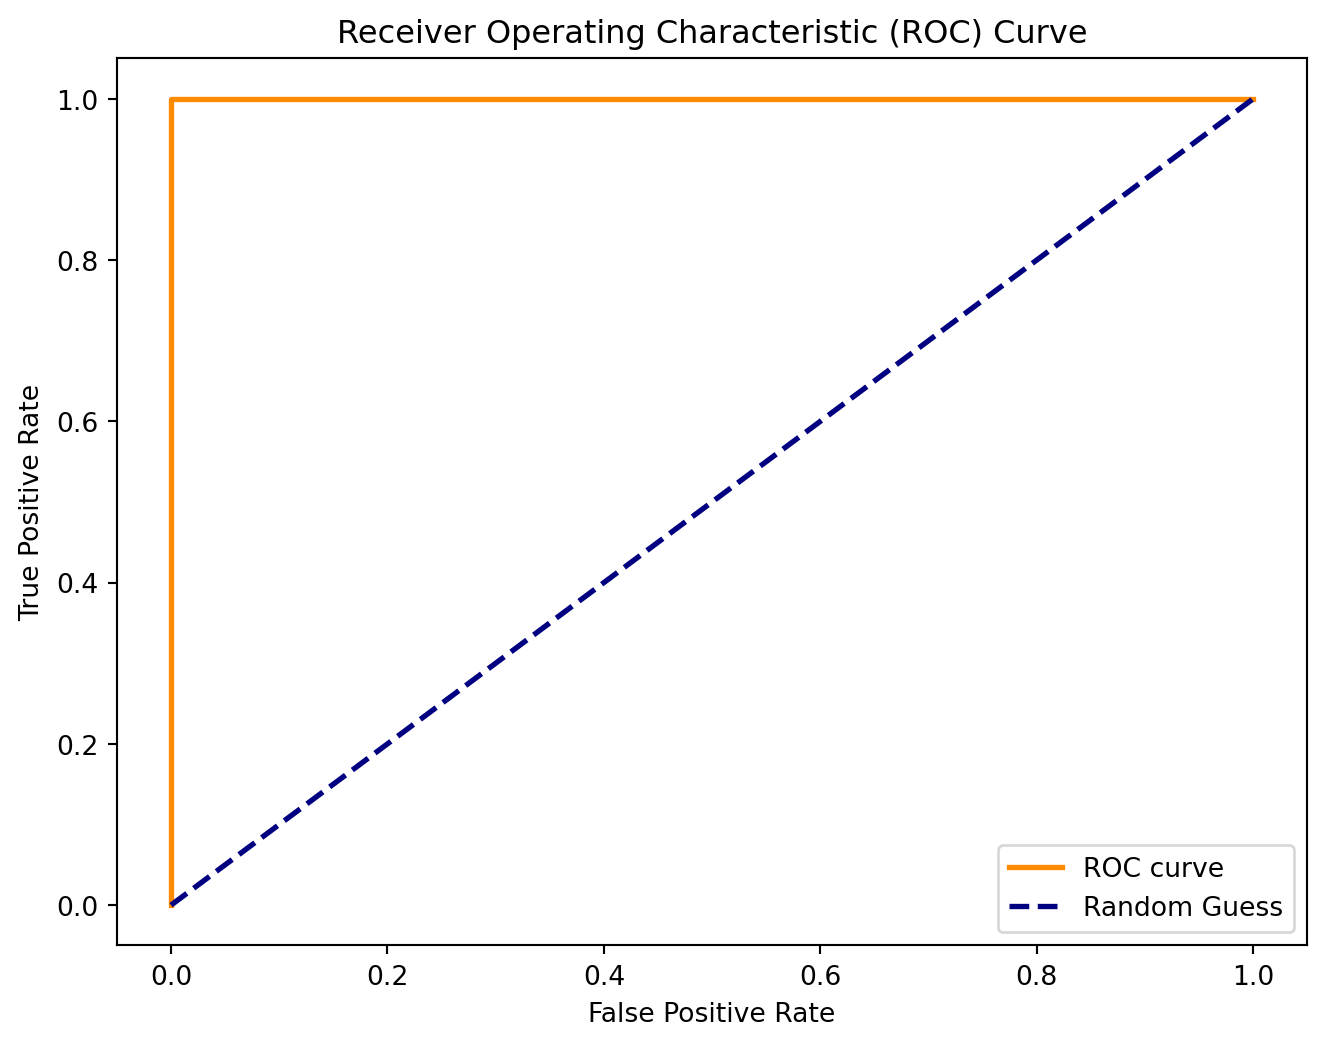 Receiver Operating Characteristic (ROC) Curve
1.0
0.8
0.6
0.4
0.2
0.0
True Positive Rate
ROC curve
Random Guess
0.0 0.2 0.4 0.6 0.8 1.0
False Positive Rate